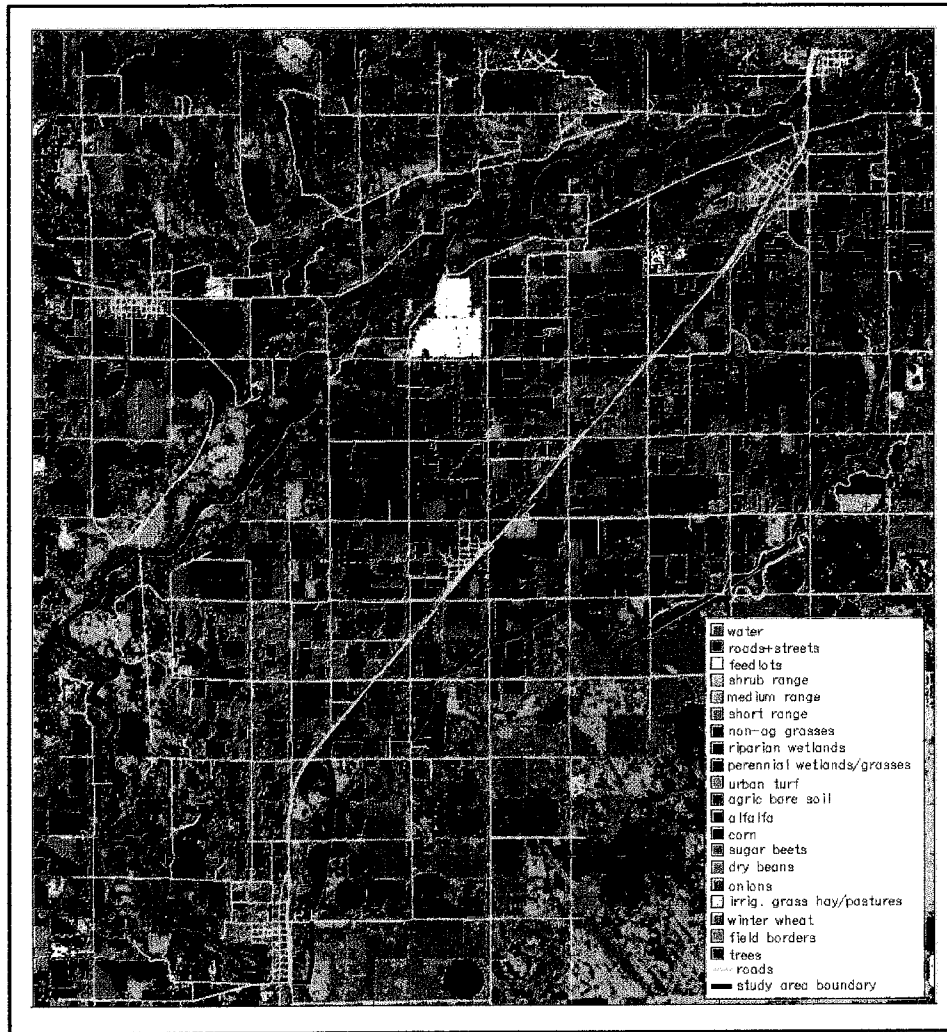 water
roads+streets
feedlots
shrub range
medium range
short range
non-ag grasses
riparian wetlands
perennial wetlands/grasses
urban turf
agric bare soil
alfalfa
corn
sugar beets
dry beans
onions
irrig. grass hay/pastures
winter wheat
field borders
trees
roads
study area boundary